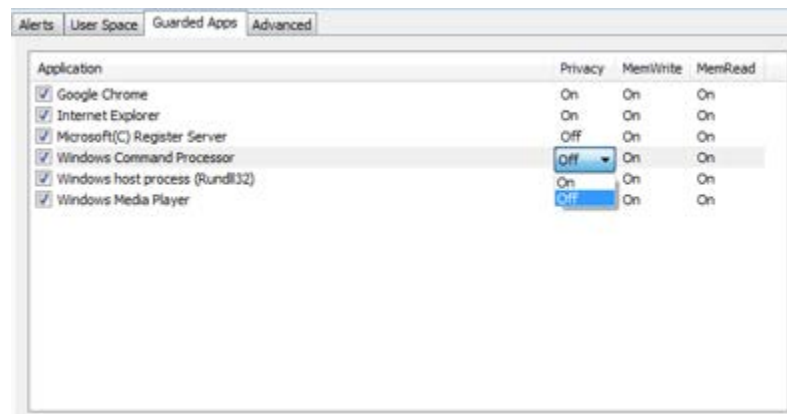 Alerts User Space Guarded Apps Advanced
Application Privacy MemWrite MemRead
Google Chrome On On On
Internet Explorer On On On
Microsoft(C) Register Server Off On On
Windows Command Processor Off On On
Windows host process (Rundll32) On On On
Windows Media Player Off On On